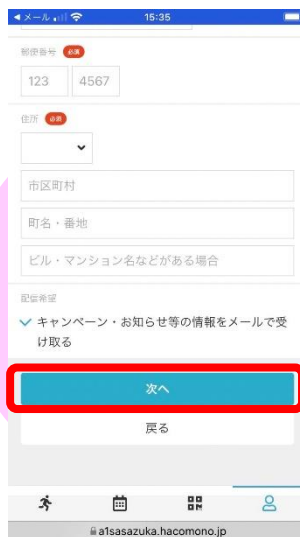 メール
15:35
郵便番号 必須
123 4567
住所 必須
市区町村
町名・番地
ビル・マンション名などがある場合
配信希望
キャンペーン・お知らせ等の情報をメールで受
け取る
次へ
戻る
a1sasazuka.hacomono.jp